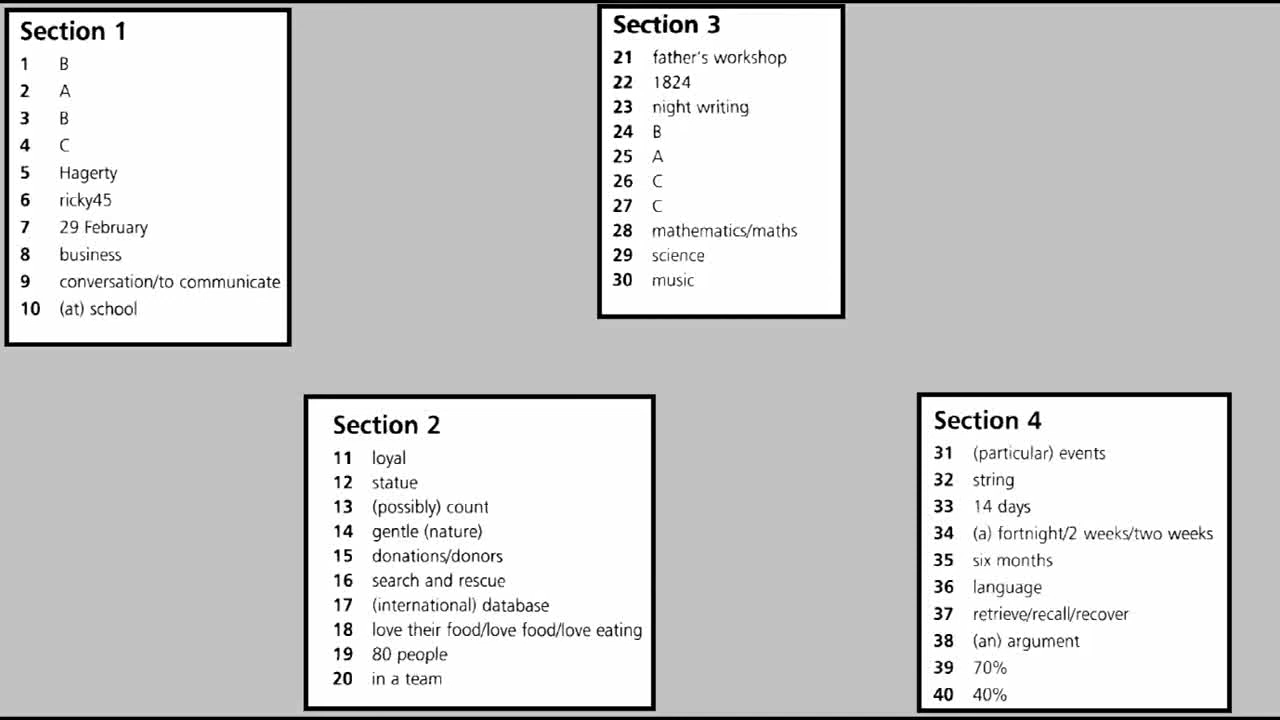 Section 1
1 B
2 A
3 B
4 C
5 Hagerty
6 ricky45
7 29 February
8 business
9 conversation/to communicate
10 (at) school
Section 2
11 loyal
12 statue
13 (possibly) count
14 gentle (nature)
15 donations/donors
16 search and rescue
17 (international) database
18 love their food/love food/love eating
19 80 people
20 in a team
Section 3
21 father's workshop
22 1824
23 night writing
24 B
25 A
26 C
27 C
28 mathematics/maths
29 science
30 music
Section 4
31 (particular) events
32 string
33 14 days
34 (a) fortnight/2 weeks/two weeks
35 six months
36 language
37 retrieve/recall/recover
38 (an) argument
39 70%
40 40%